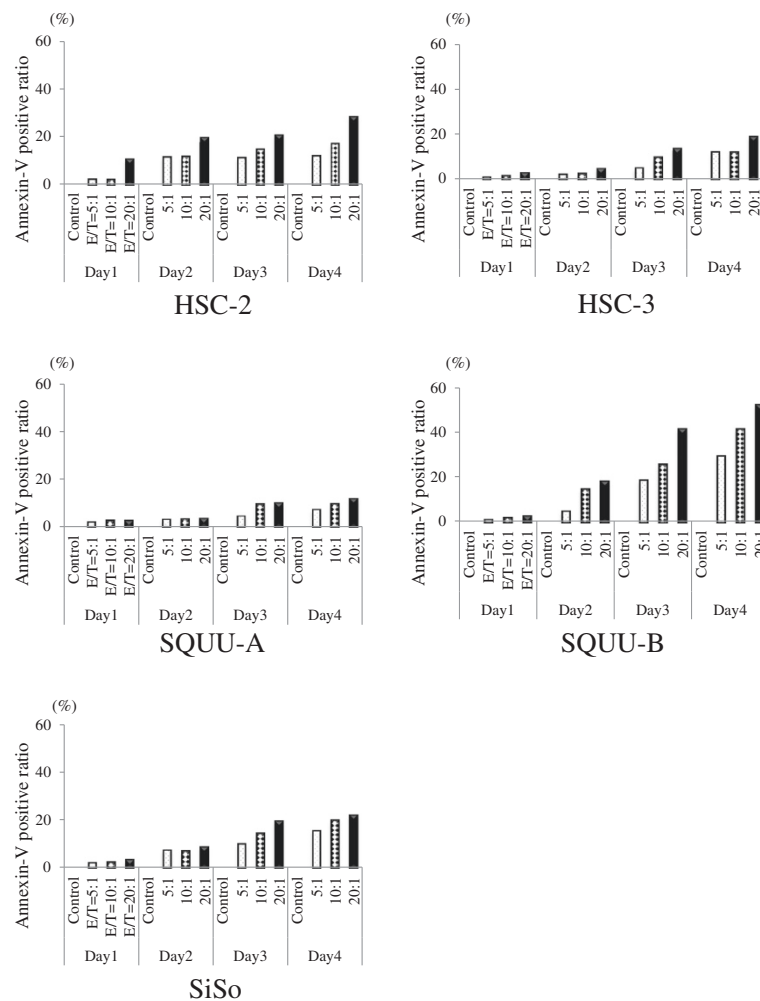 (%)
Annexin-V positive ratio
60
40
20
0
Control
E/T=5:1
E/T=10:1
E/T=20:1
Control
5:1
10:1
20:1
Control
5:1
10:1
20:1
Control
5:1
10:1
20:1
Day1 Day2 Day3 Day4
HSC-2
(%)
Annexin-V positive ratio
60
40
20
0
Control
E/T=5:1
E/T=10:1
E/T=20:1
Control
5:1
10:1
20:1
Control
5:1
10:1
20:1
Control
5:1
10:1
20:1
Day1 Day2 Day3 Day4
HSC-3
(%)
Annexin-V positive ratio
60
40
20
0
Control
E/T=5:1
E/T=10:1
E/T=20:1
Control
5:1
10:1
20:1
Control
5:1
10:1
20:1
Control
5:1
10:1
20:1
Day1 Day2 Day3 Day4
SQUU-A
(%)
Annexin-V positive ratio
60
40
20
0
Control
E/T=5:1
E/T=10:1
E/T=20:1
Control
5:1
10:1
20:1
Control
5:1
10:1
20:1
Control
5:1
10:1
20:1
Day1 Day2 Day3 Day4
SQUU-B
(%)
Annexin-V positive ratio
60
40
20
0
Control
E/T=5:1
E/T=10:1
E/T=20:1
Control
5:1
10:1
20:1
Control
5:1
10:1
20:1
Control
5:1
10:1
20:1
Day1 Day2 Day3 Day4
SiSo